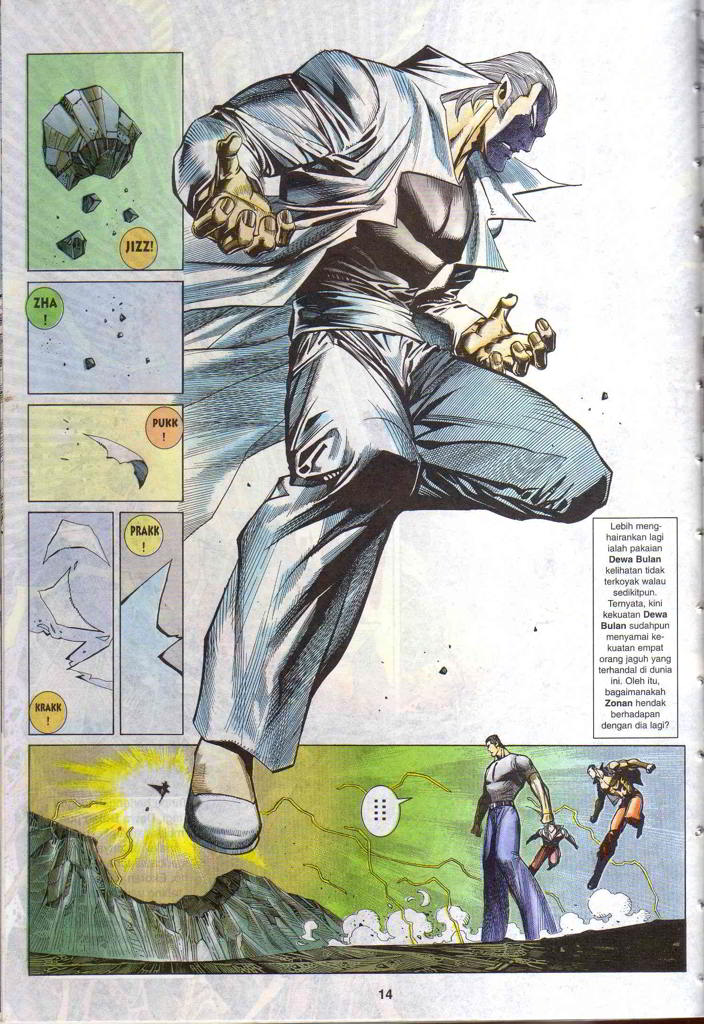 JIZZ!
ZHA
!
PUKK
!
PRAKK
!
KRAKK
!
Lebih meng-
hairankan lagi
ialah pakaian
Dewa Bulan
kelihatan tidak
terkoyak walau
sedikitpun.
Ternyata, kini
kekuatan Dewa
Bulan sudahpun
menyamai ke-
kuatan empat
orang jaguh yang
terhandal di dunia
ini. Oleh itu,
bagaimanakah
Zonan hendak
berhadapan
dengan dia lagi?
14